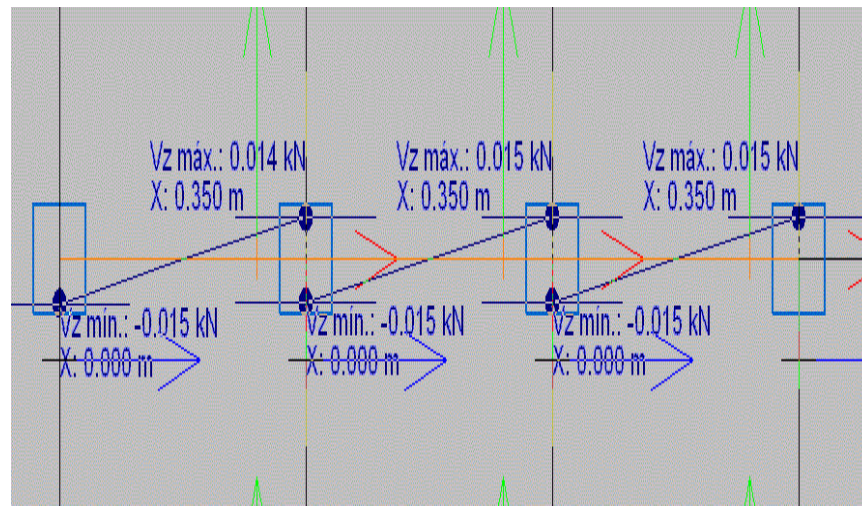 Vz máx.: 0.014 kN
X: 0.350 m
Vz máx.: 0.015 kN
X: 0.350 m
Vz máx.: 0.015 kN
X: 0.350 m
Vz mín.: -0.015 kN
X: 0.000 m
Vz mín.: -0.015 kN
X: 0.000 m
Vz mín.: -0.015 kN
X: 0.000 m